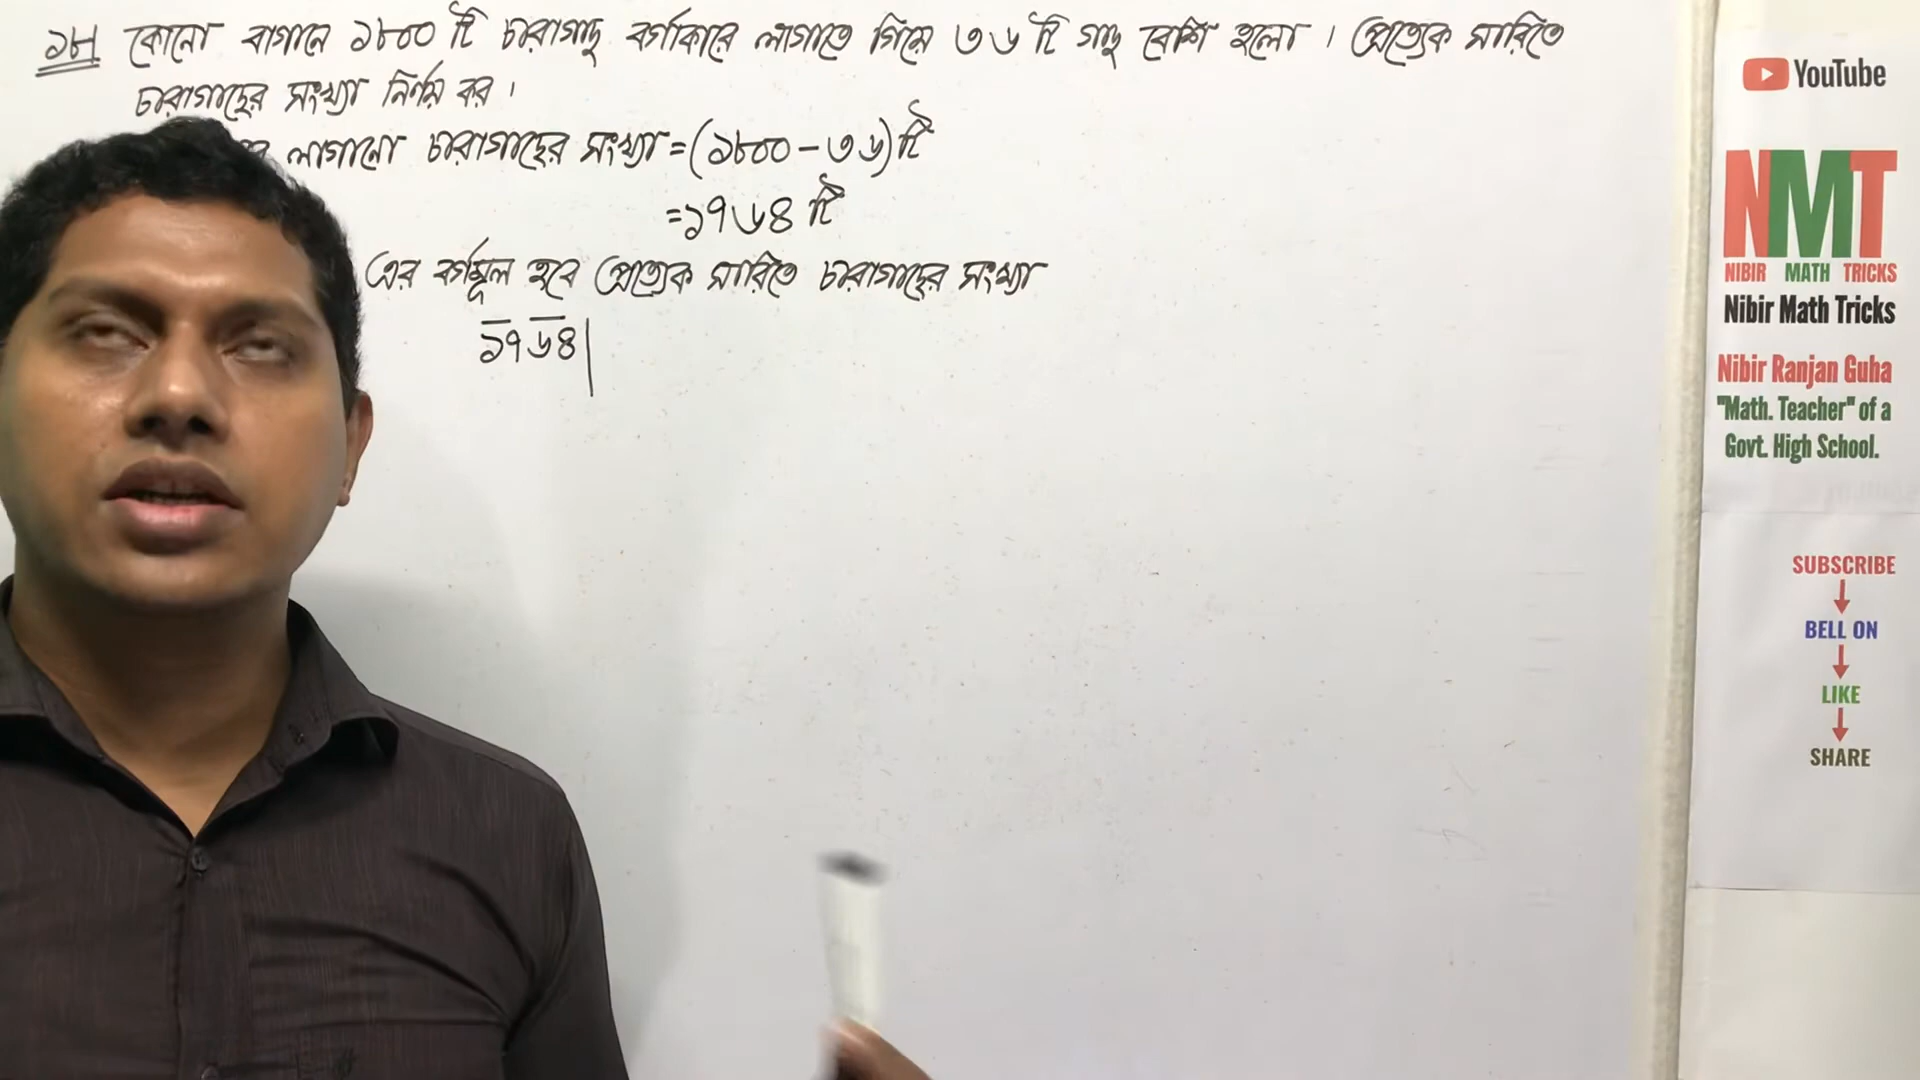 ১৮। কোনো বাগানে ১৮০০ টি চারাগাছ বর্গাকারে লাগাতে গিয়ে ৩৬ টি গাছ বেশি হলো। প্রত্যেক সারিতে
চারাগাছের সংখ্যা নির্ণয় কর।
লাগানো চারাগাছের সংখ্যা = (১৮০০ - ৩৬) টি
= ১৭৬৪ টি
এর বর্গমূল হবে প্রত্যেক সারিতে চারাগাছের সংখ্যা
১৭৬৪|
YouTube
NMT
NIBIR MATH TRICKS
Nibir Math Tricks
Nibir Ranjan Guha
"Math. Teacher" of a
Govt. High School.
SUBSCRIBE
BELL ON
LIKE
SHARE